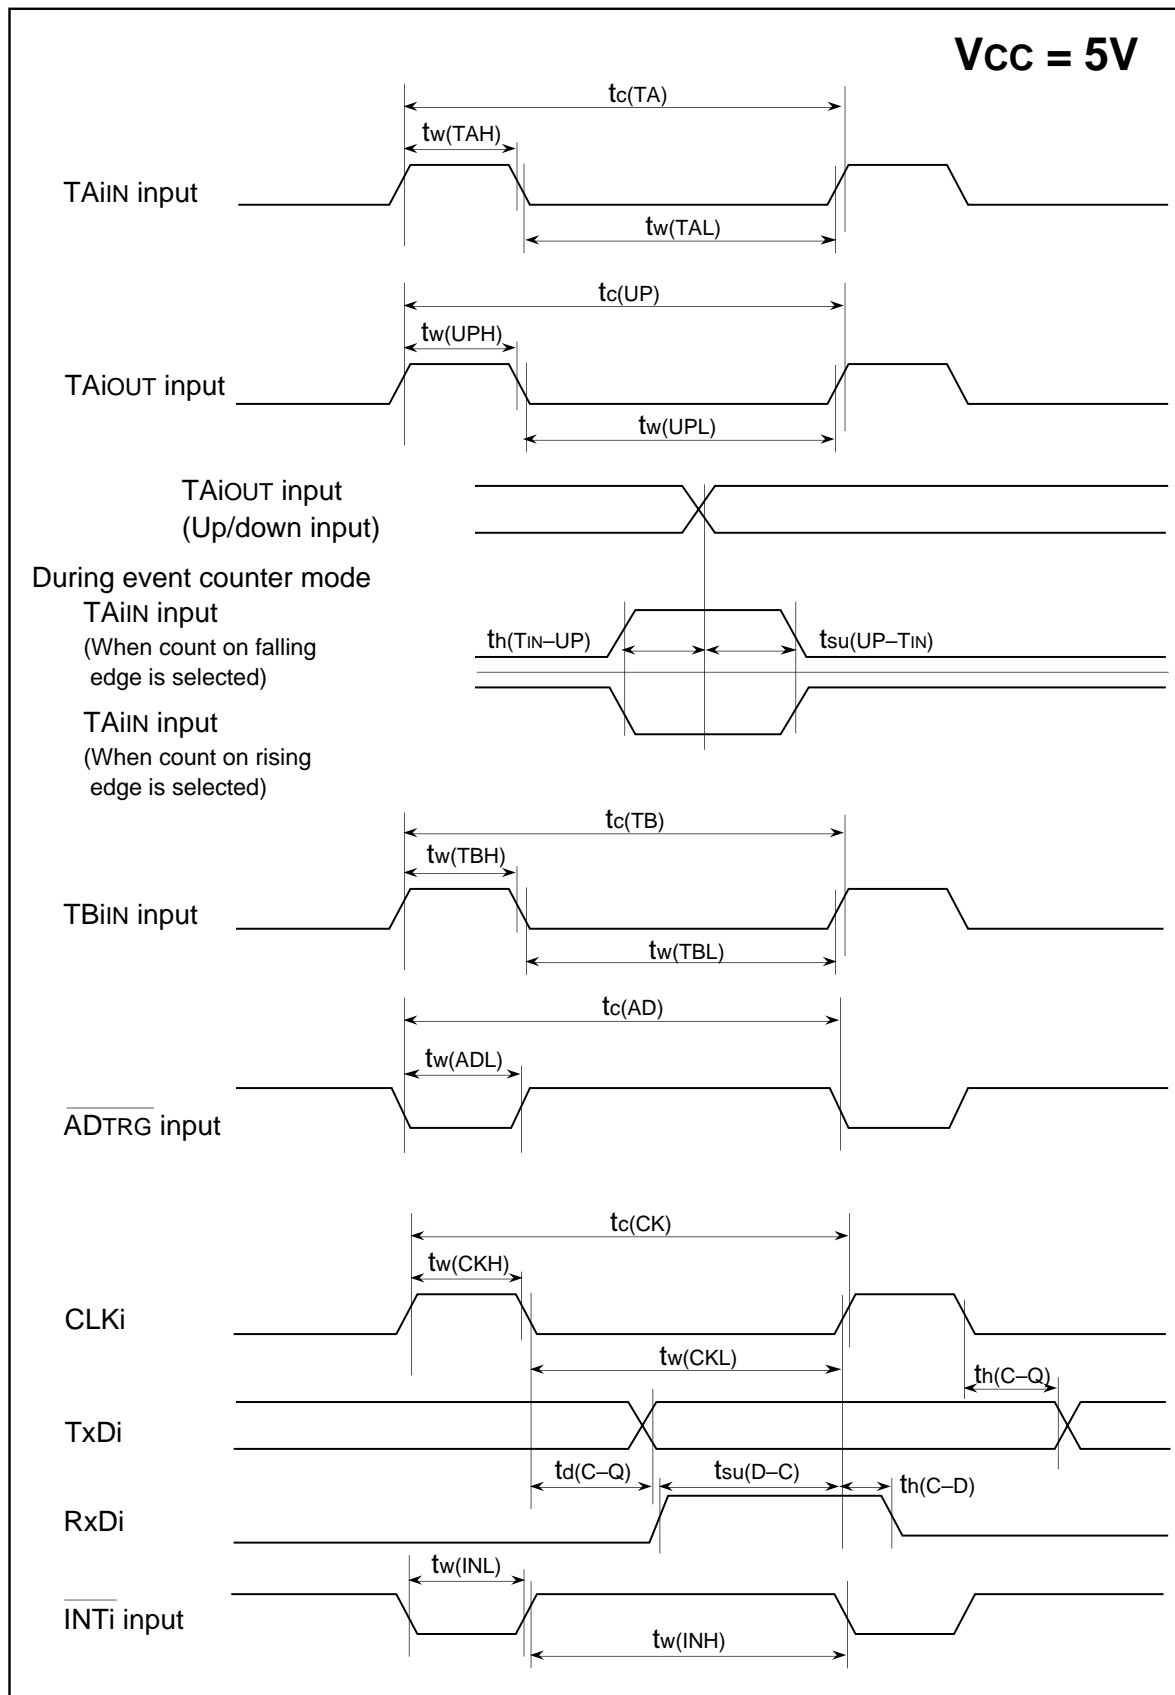 VCC = 5V
tc(TA)
tw(TAH)
TAiIN input
tw(TAL)
tc(UP)
tw(UPH)
TAiOUT input
tw(UPL)
TAiOUT input
(Up/down input)
During event counter mode
TAiIN input
(When count on falling
edge is selected)
th(TIN–UP)
tsu(UP–TIN)
TAiIN input
(When count on rising
edge is selected)
tc(TB)
tw(TBH)
TBiIN input
tw(TBL)
tc(AD)
tw(ADL)
ADTRG input
tc(CK)
tw(CKH)
CLKi
tw(CKL)
th(C–Q)
TxDi
td(C–Q)
tsu(D–C)
th(C–D)
RxDi
tw(INL)
INTi input
tw(INH)